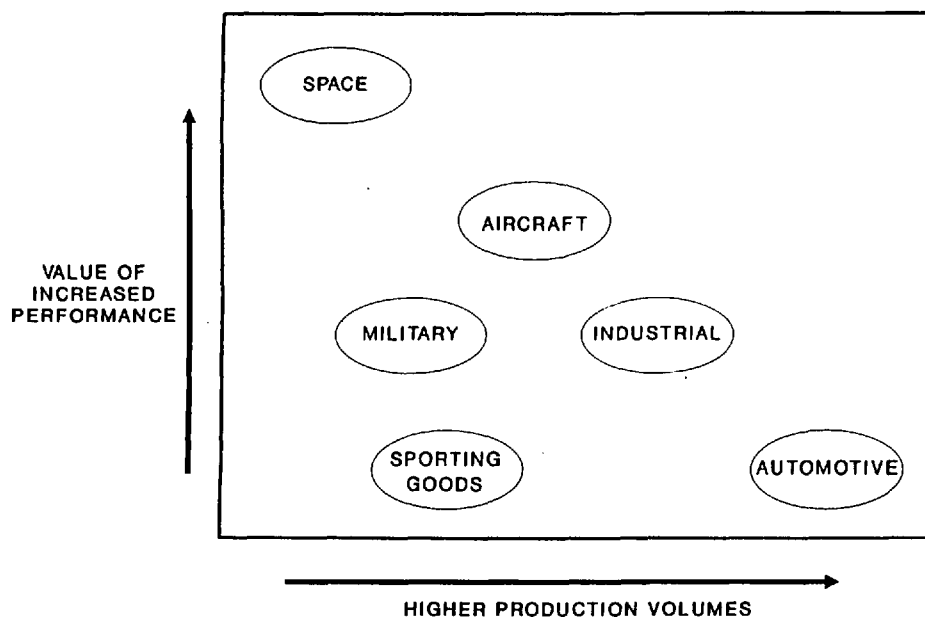 SPACE
AIRCRAFT
VALUE OF
INCREASED
PERFORMANCE
MILITARY
INDUSTRIAL
SPORTING
GOODS
AUTOMOTIVE
HIGHER PRODUCTION VOLUMES